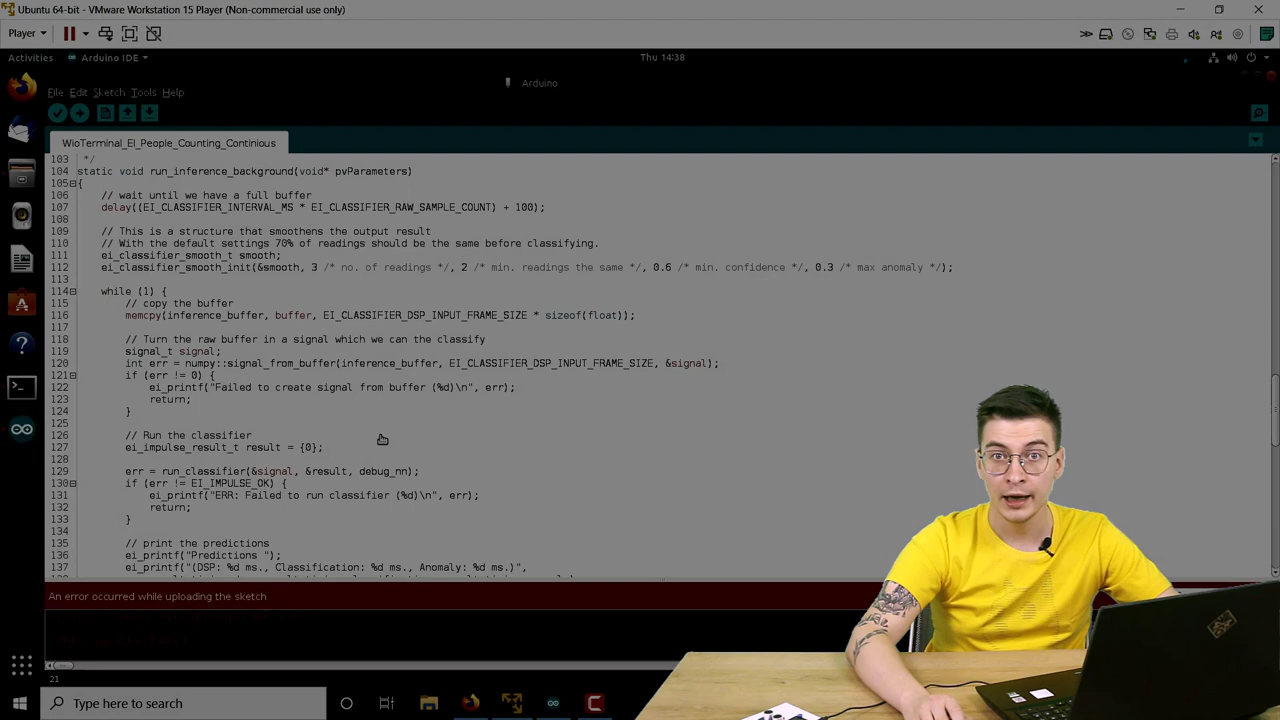 Ubuntu 64-bit - VMware Workstation 15 Player (Non-commercial use only)
Player
Activities
Arduino IDE
Thu 14:38
Arduino
File Edit Sketch Tools Help
WioTerminal_EI_People_Counting_Continious
103 */
104 static void run_inference_background(void* pvParameters)
105 {
106 // wait until we have a full buffer
107 delay((EI_CLASSIFIER_INTERVAL_MS * EI_CLASSIFIER_RAW_SAMPLE_COUNT) + 100);
108
109 // This is a structure that smoothens the output result
110 // With the default settings 70% of readings should be the same before classifying.
111 ei_classifier_smooth_t smooth;
112 ei_classifier_smooth_init(&smooth, 3 /* no. of readings */, 2 /* min. readings the same */, 0.6 /* min. confidence */, 0.3 /* max anomaly */);
113
114 while (1) {
115 // copy the buffer
116 memcpy(inference_buffer, buffer, EI_CLASSIFIER_DSP_INPUT_FRAME_SIZE * sizeof(float));
117
118 // Turn the raw buffer in a signal which we can the classify
119 signal_t signal;
120 int err = numpy::signal_from_buffer(inference_buffer, EI_CLASSIFIER_DSP_INPUT_FRAME_SIZE, &signal);
121 if (err != 0) {
122 ei_printf("Failed to create signal from buffer (%d)\n", err);
123 return;
124 }
125
126 // Run the classifier
127 ei_impulse_result_t result = {0};
128
129 err = run_classifier(&signal, &result, debug_nn);
130 if (err != EI_IMPULSE_OK) {
131 ei_printf("ERR: Failed to run classifier (%d)\n", err);
132 return;
133 }
134
135 // print the predictions
136 ei_printf("Predictions ");
137 ei_printf("(DSP: %d ms., Classification: %d ms., Anomaly: %d ms.)",
An error occurred while uploading the sketch
21
Type here to search